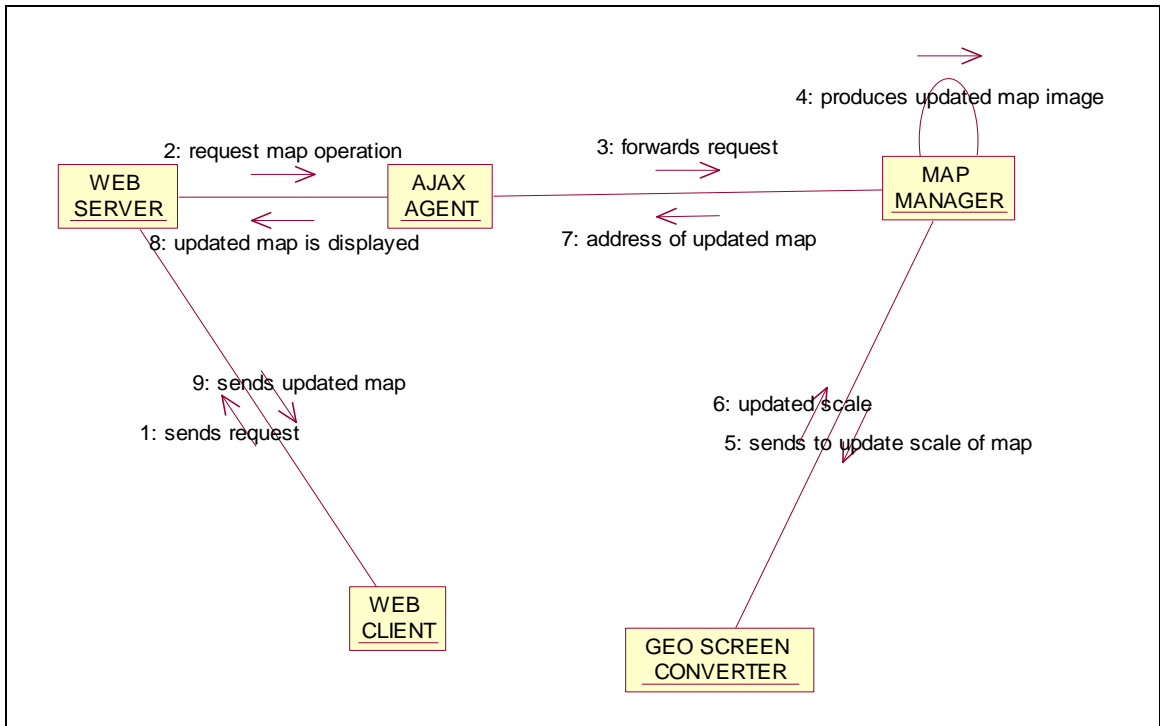 4: produces updated map image
2: request map operation
3: forwards request
WEB
SERVER
AJAX
AGENT
MAP
MANAGER
8: updated map is displayed
7: address of updated map
9: sends updated map
1: sends request
6: updated scale
5: sends to update scale of map
WEB
CLIENT
GEO SCREEN
CONVERTER